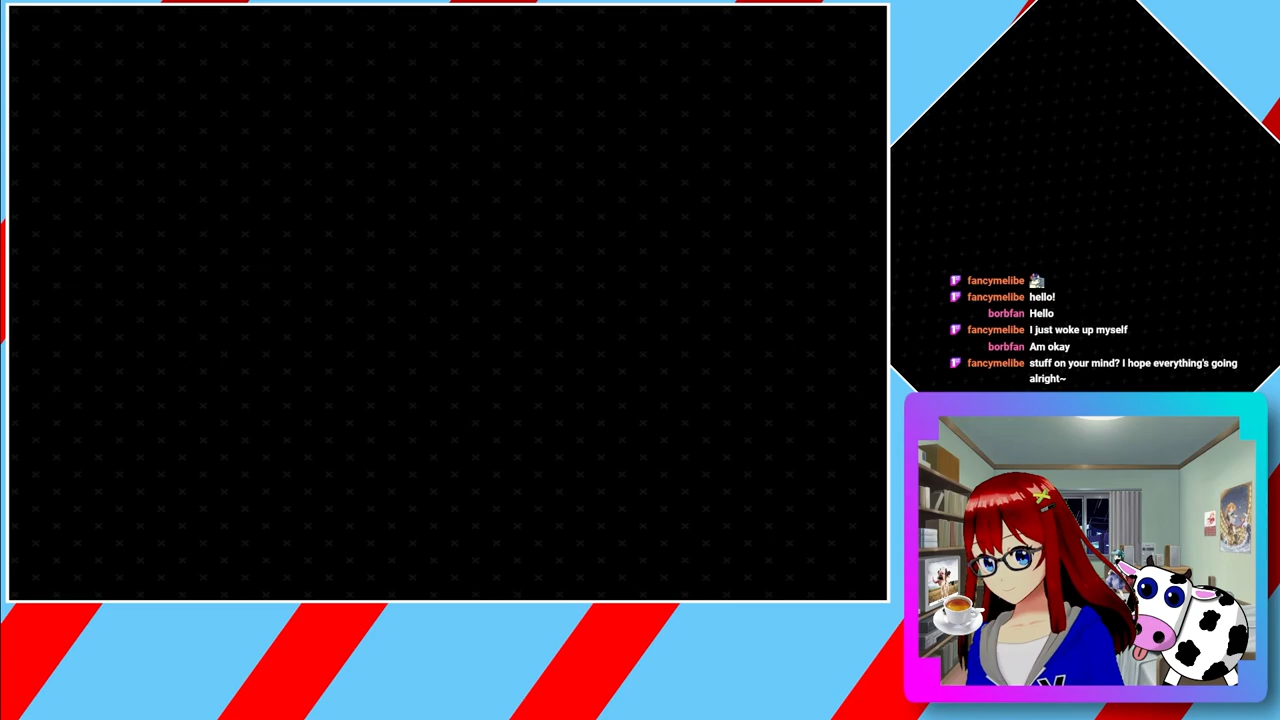 fancymelibe
fancymelibe hello!
borbfan Hello
fancymelibe I just woke up myself
borbfan Am okay
fancymelibe stuff on your mind? I hope everything's going
alright~